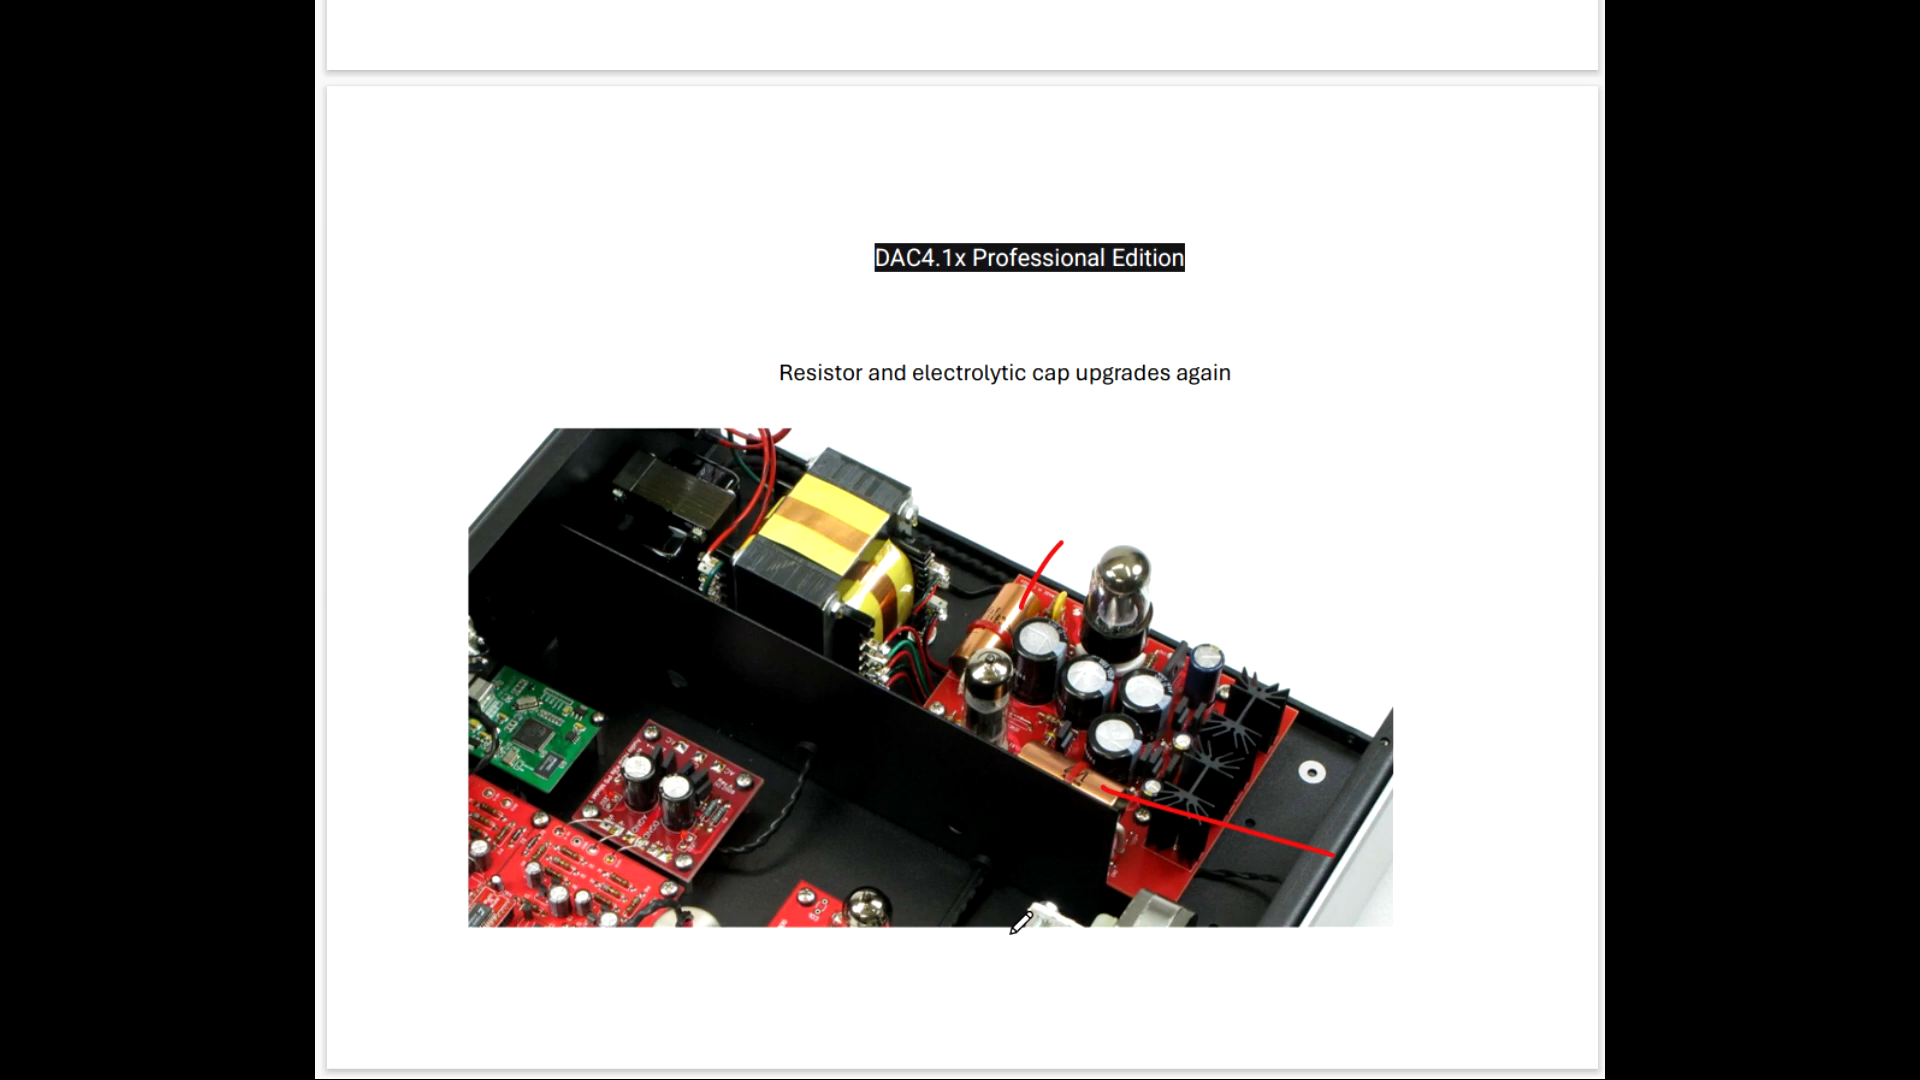 DAC4.1x Professional Edition
Resistor and electrolytic cap upgrades again